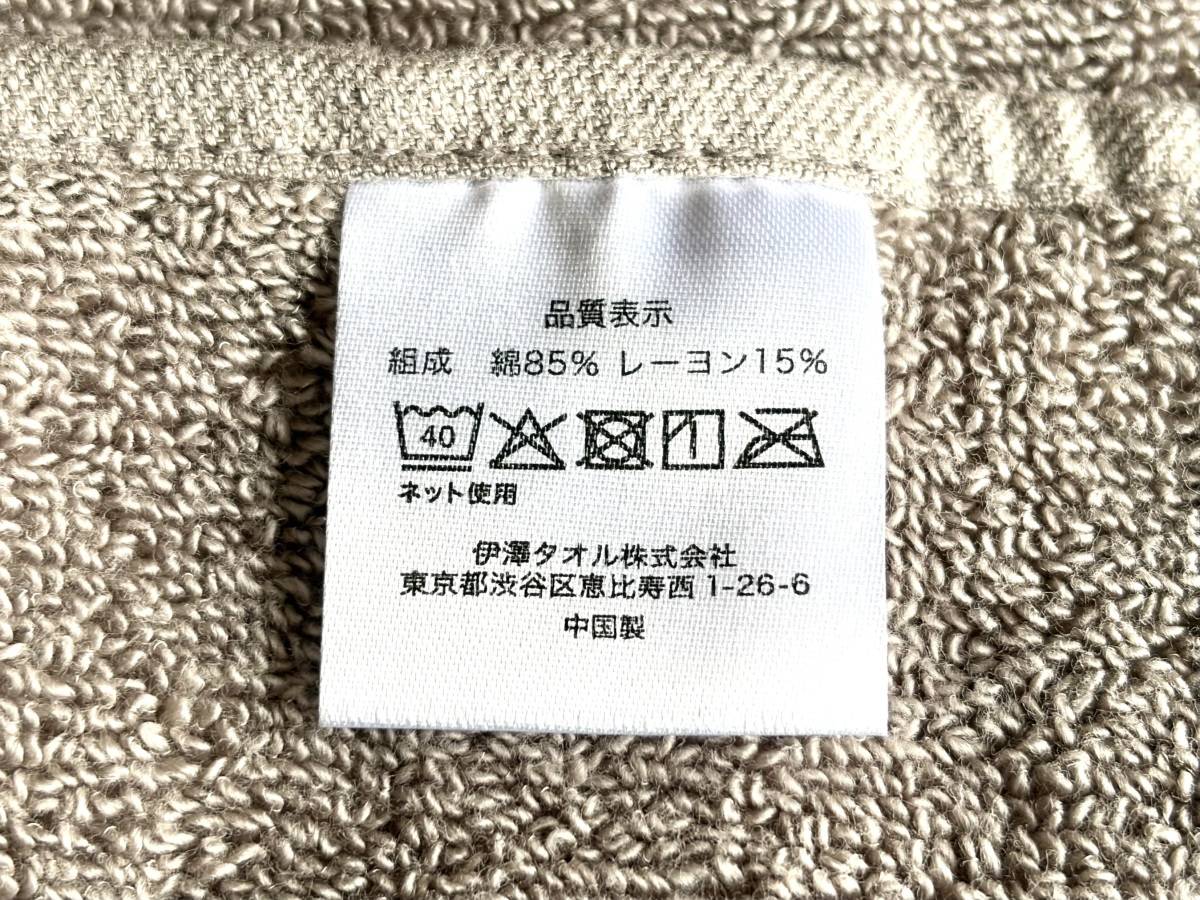 品質表示
組成 綿85% レーヨン15%
40
ネット使用
伊澤タオル株式会社
東京都渋谷区恵比寿西 1-26-6
中国製